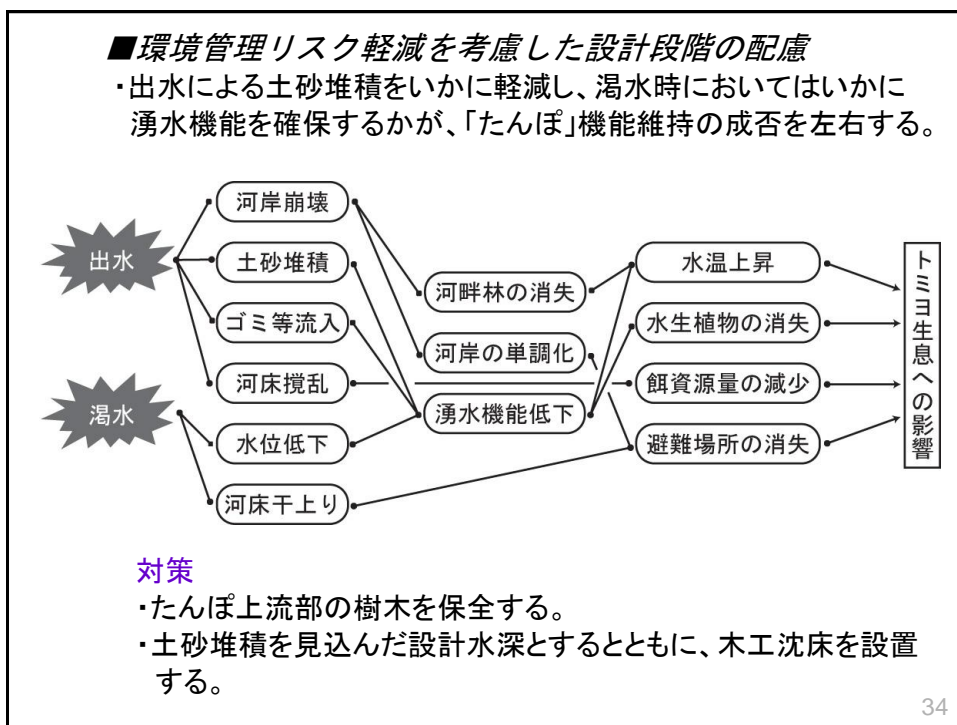 ■環境管理リスク軽減を考慮した設計段階の配慮
・出水による土砂堆積をいかに軽減し、渇水時においてはいかに
湧水機能を確保するかが、「たんぽ」機能維持の成否を左右する。
出水
渇水
河岸崩壊
土砂堆積
ゴミ等流入
河床撹乱
水位低下
河床干上り
河畔林の消失
河岸の単調化
湧水機能低下
水温上昇
水生植物の消失
餌資源量の減少
避難場所の消失
トミヨ生息への影響
対策
・たんぽ上流部の樹木を保全する。
・土砂堆積を見込んだ設計水深とするとともに、木工沈床を設置
する。
34